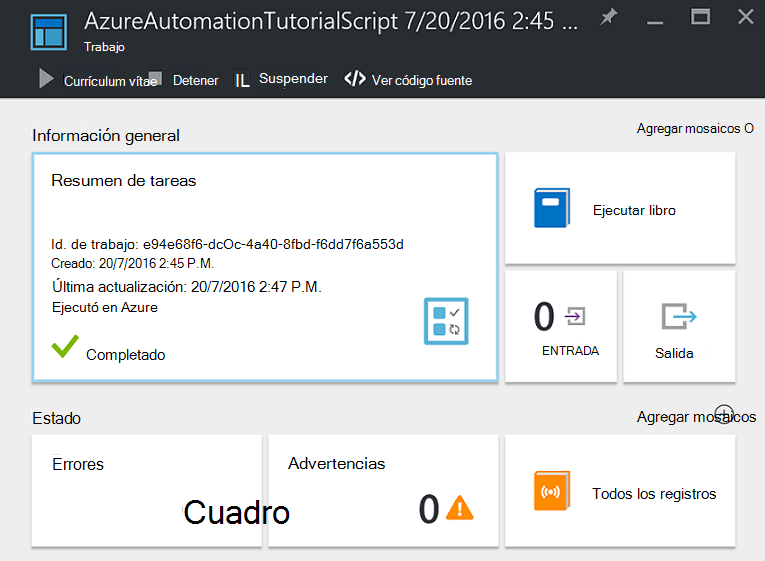 AzureAutomationTutorialScript 7/20/2016 2:45 ...
Trabajo
Currículum vítae Detener IL Suspender </> Ver código fuente
Información general
Agregar mosaicos O
Resumen de tareas
Id. de trabajo: e94e68f6-dcOc-4a40-8fbd-f6dd7f6a553d
Creado: 20/7/2016 2:45 P.M.
Última actualización: 20/7/2016 2:47 P.M.
Ejecutó en Azure
Completado
Ejecutar libro
0
ENTRADA
Salida
Estado
Agregar mosaicos
Errores
Cuadro
Advertencias
0
Todos los registros